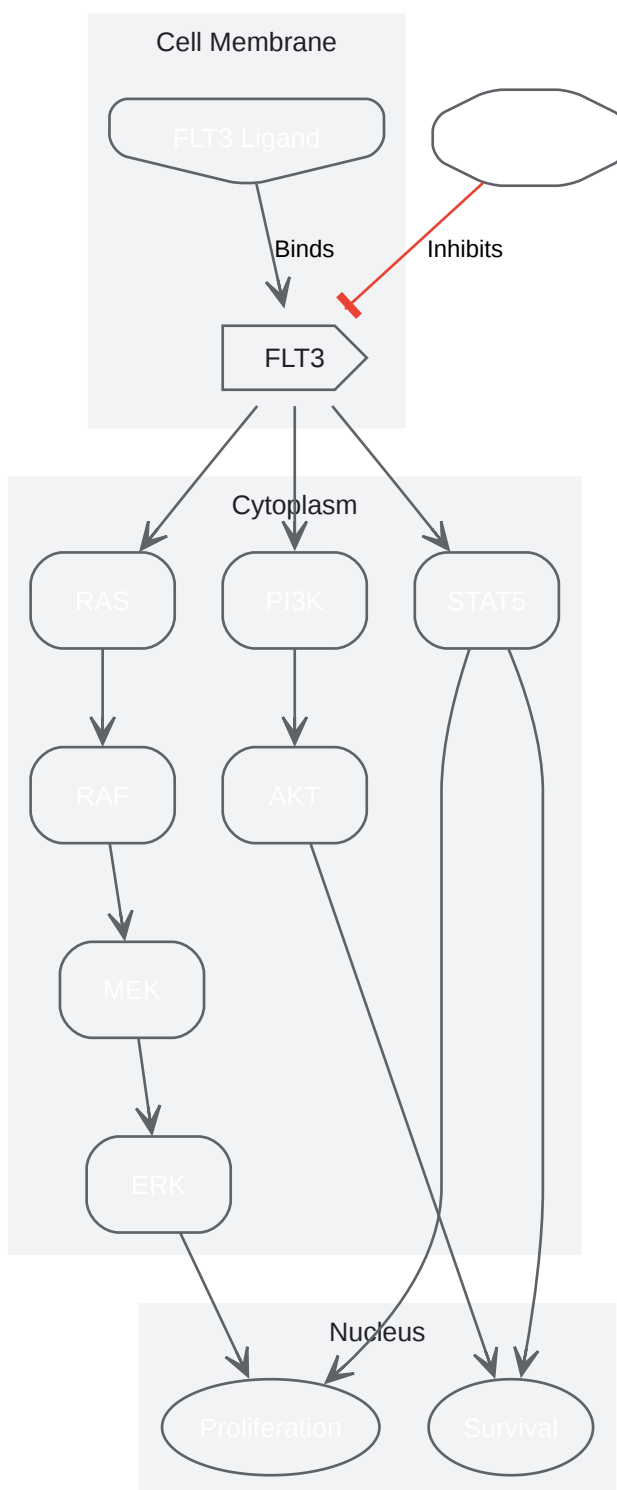 Cell Membrane
FLT3 Ligand
Binds
Inhibits
FLT3
Cytoplasm
RAS
PI3K
STAT5
RAF
AKT
MEK
ERK
Nucleus
Proliferation
Survival